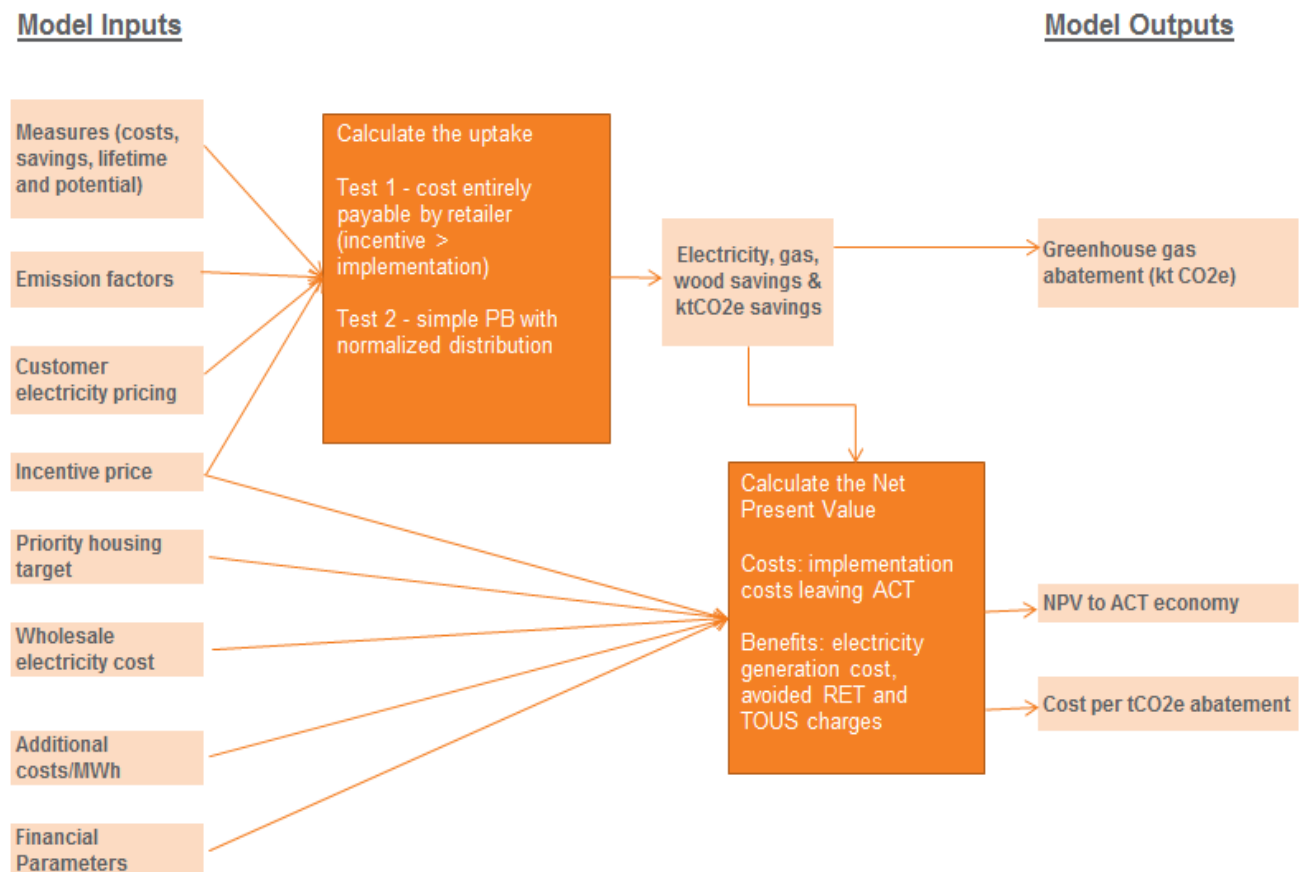 Model Inputs
Model Outputs
Measures (costs,
savings, lifetime
and potential)
Emission factors
Customer
electricity pricing
Incentive price
Priority housing
target
Wholesale
electricity cost
Additional
costs/MWh
Financial
Parameters
Calculate the uptake
Test 1 - cost entirely
payable by retailer
(incentive >
implementation)
Test 2 - simple PB with
normalized distribution
Electricity, gas,
wood savings &
ktCO2e savings
Calculate the Net
Present Value
Costs: implementation
costs leaving ACT
Benefits: electricity
generation cost,
avoided RET and
TOUS charges
Greenhouse gas
abatement (kt CO2e)
NPV to ACT economy
Cost per tCO2e abatement